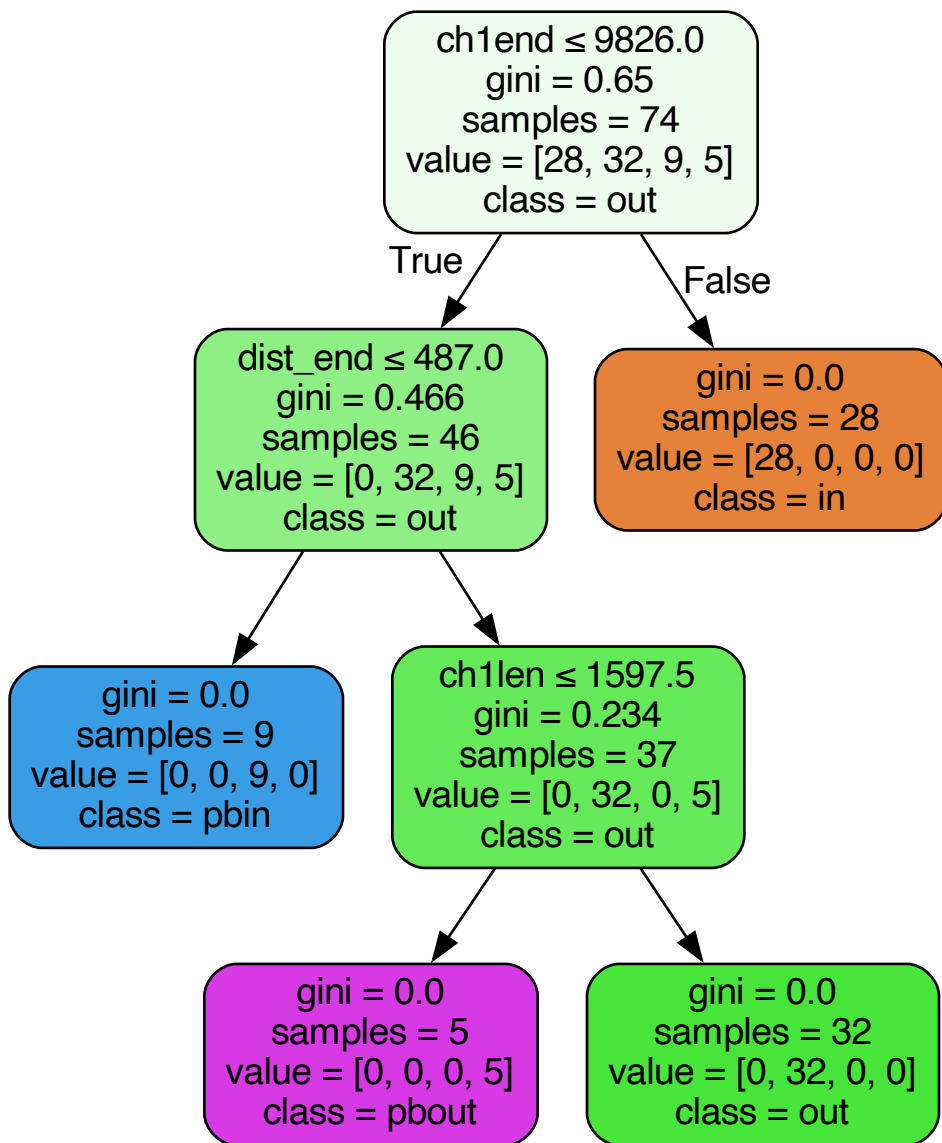 ch1end ≤ 9826.0
gini = 0.65
samples = 74
value = [28, 32, 9, 5]
class = out
True
False
dist_end ≤ 487.0
gini = 0.466
samples = 46
value = [0, 32, 9, 5]
class = out
gini = 0.0
samples = 28
value = [28, 0, 0, 0]
class = in
gini = 0.0
samples = 9
value = [0, 0, 9, 0]
class = pbin
ch1len ≤ 1597.5
gini = 0.234
samples = 37
value = [0, 32, 0, 5]
class = out
gini = 0.0
samples = 5
value = [0, 0, 0, 5]
class = pbout
gini = 0.0
samples = 32
value = [0, 32, 0, 0]
class = out